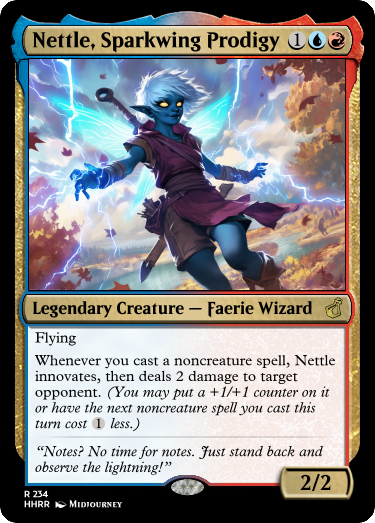 Nettle, Sparkwing Prodigy 1
Legendary Creature — Faerie Wizard
Flying
Whenever you cast a noncreature spell, Nettle
innovates, then deals 2 damage to target
opponent. (You may put a +1/+1 counter on it
or have the next noncreature spell you cast this
turn cost 1 less.)
“Notes? No time for notes. Just stand back and
observe the lightning!”
2/2
R 234
HHRR MIDJOURNEY